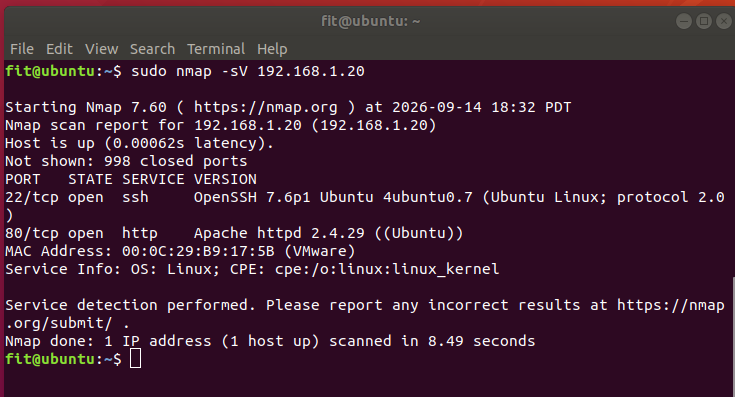 fit@ubuntu: ~
File Edit View Search Terminal Help
fit@ubuntu:~$ sudo nmap -sV 192.168.1.20
Starting Nmap 7.60 ( https://nmap.org ) at 2026-09-14 18:32 PDT
Nmap scan report for 192.168.1.20 (192.168.1.20)
Host is up (0.00062s latency).
Not shown: 998 closed ports
PORT   STATE SERVICE VERSION
22/tcp open  ssh     OpenSSH 7.6p1 Ubuntu 4ubuntu0.7 (Ubuntu Linux; protocol 2.0
)
80/tcp open  http    Apache httpd 2.4.29 ((Ubuntu))
MAC Address: 00:0C:29:B9:17:5B (VMware)
Service Info: OS: Linux; CPE: cpe:/o:linux:linux_kernel
Service detection performed. Please report any incorrect results at https://nmap
.org/submit/ .
Nmap done: 1 IP address (1 host up) scanned in 8.49 seconds
fit@ubuntu:~$